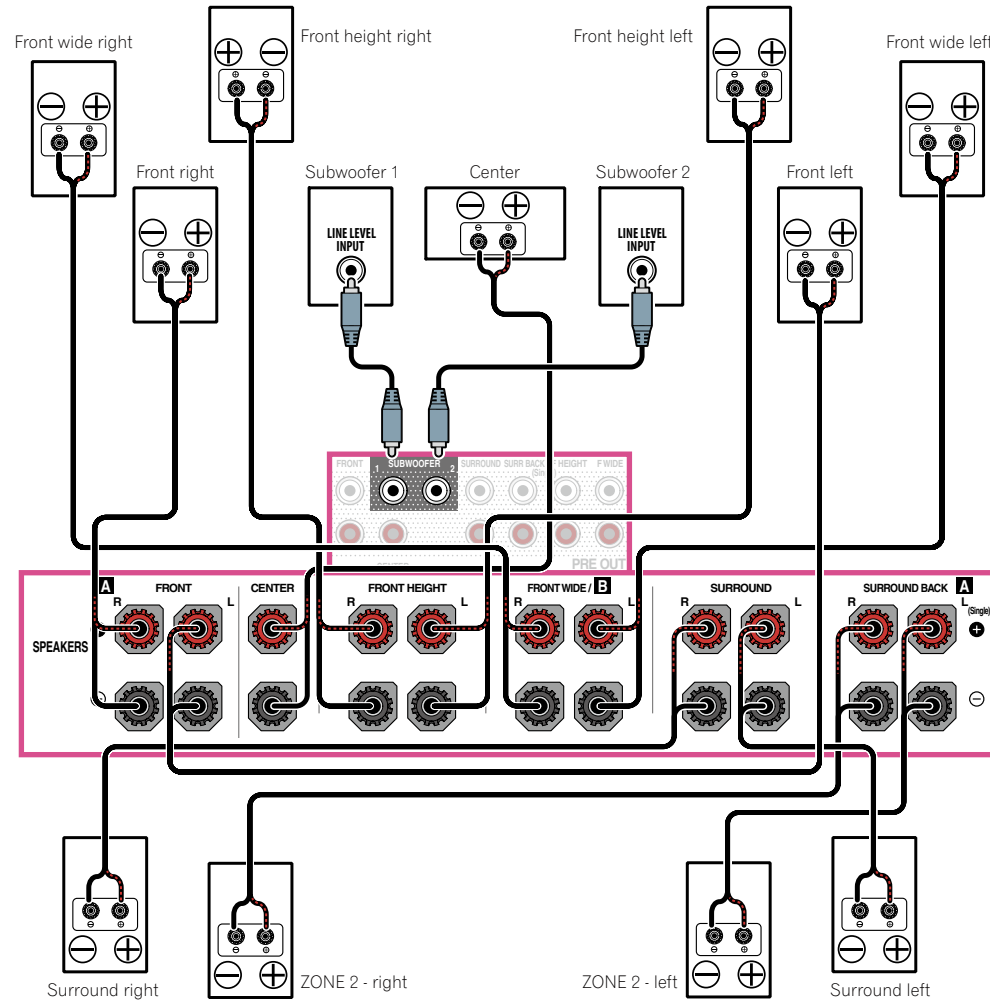 Front height right
Front height left
Front wide right
Front wide left
Front right
Subwoofer 1
Center
Subwoofer 2
Front left
LINE LEVEL
INPUT
LINE LEVEL
INPUT
FRONT
SUBWOOFER
1
2
SURROUND
SURR BACK
F HEIGHT
F WIDE
PRE OUT
A
FRONT
R
L
CENTER
FRONT HEIGHT
R
L
FRONT WIDE / B
R
L
SURROUND
R
L
SURROUND BACK
A
R
L
(Single)
SPEAKERS
Surround right
ZONE 2 - right
ZONE 2 - left
Surround left